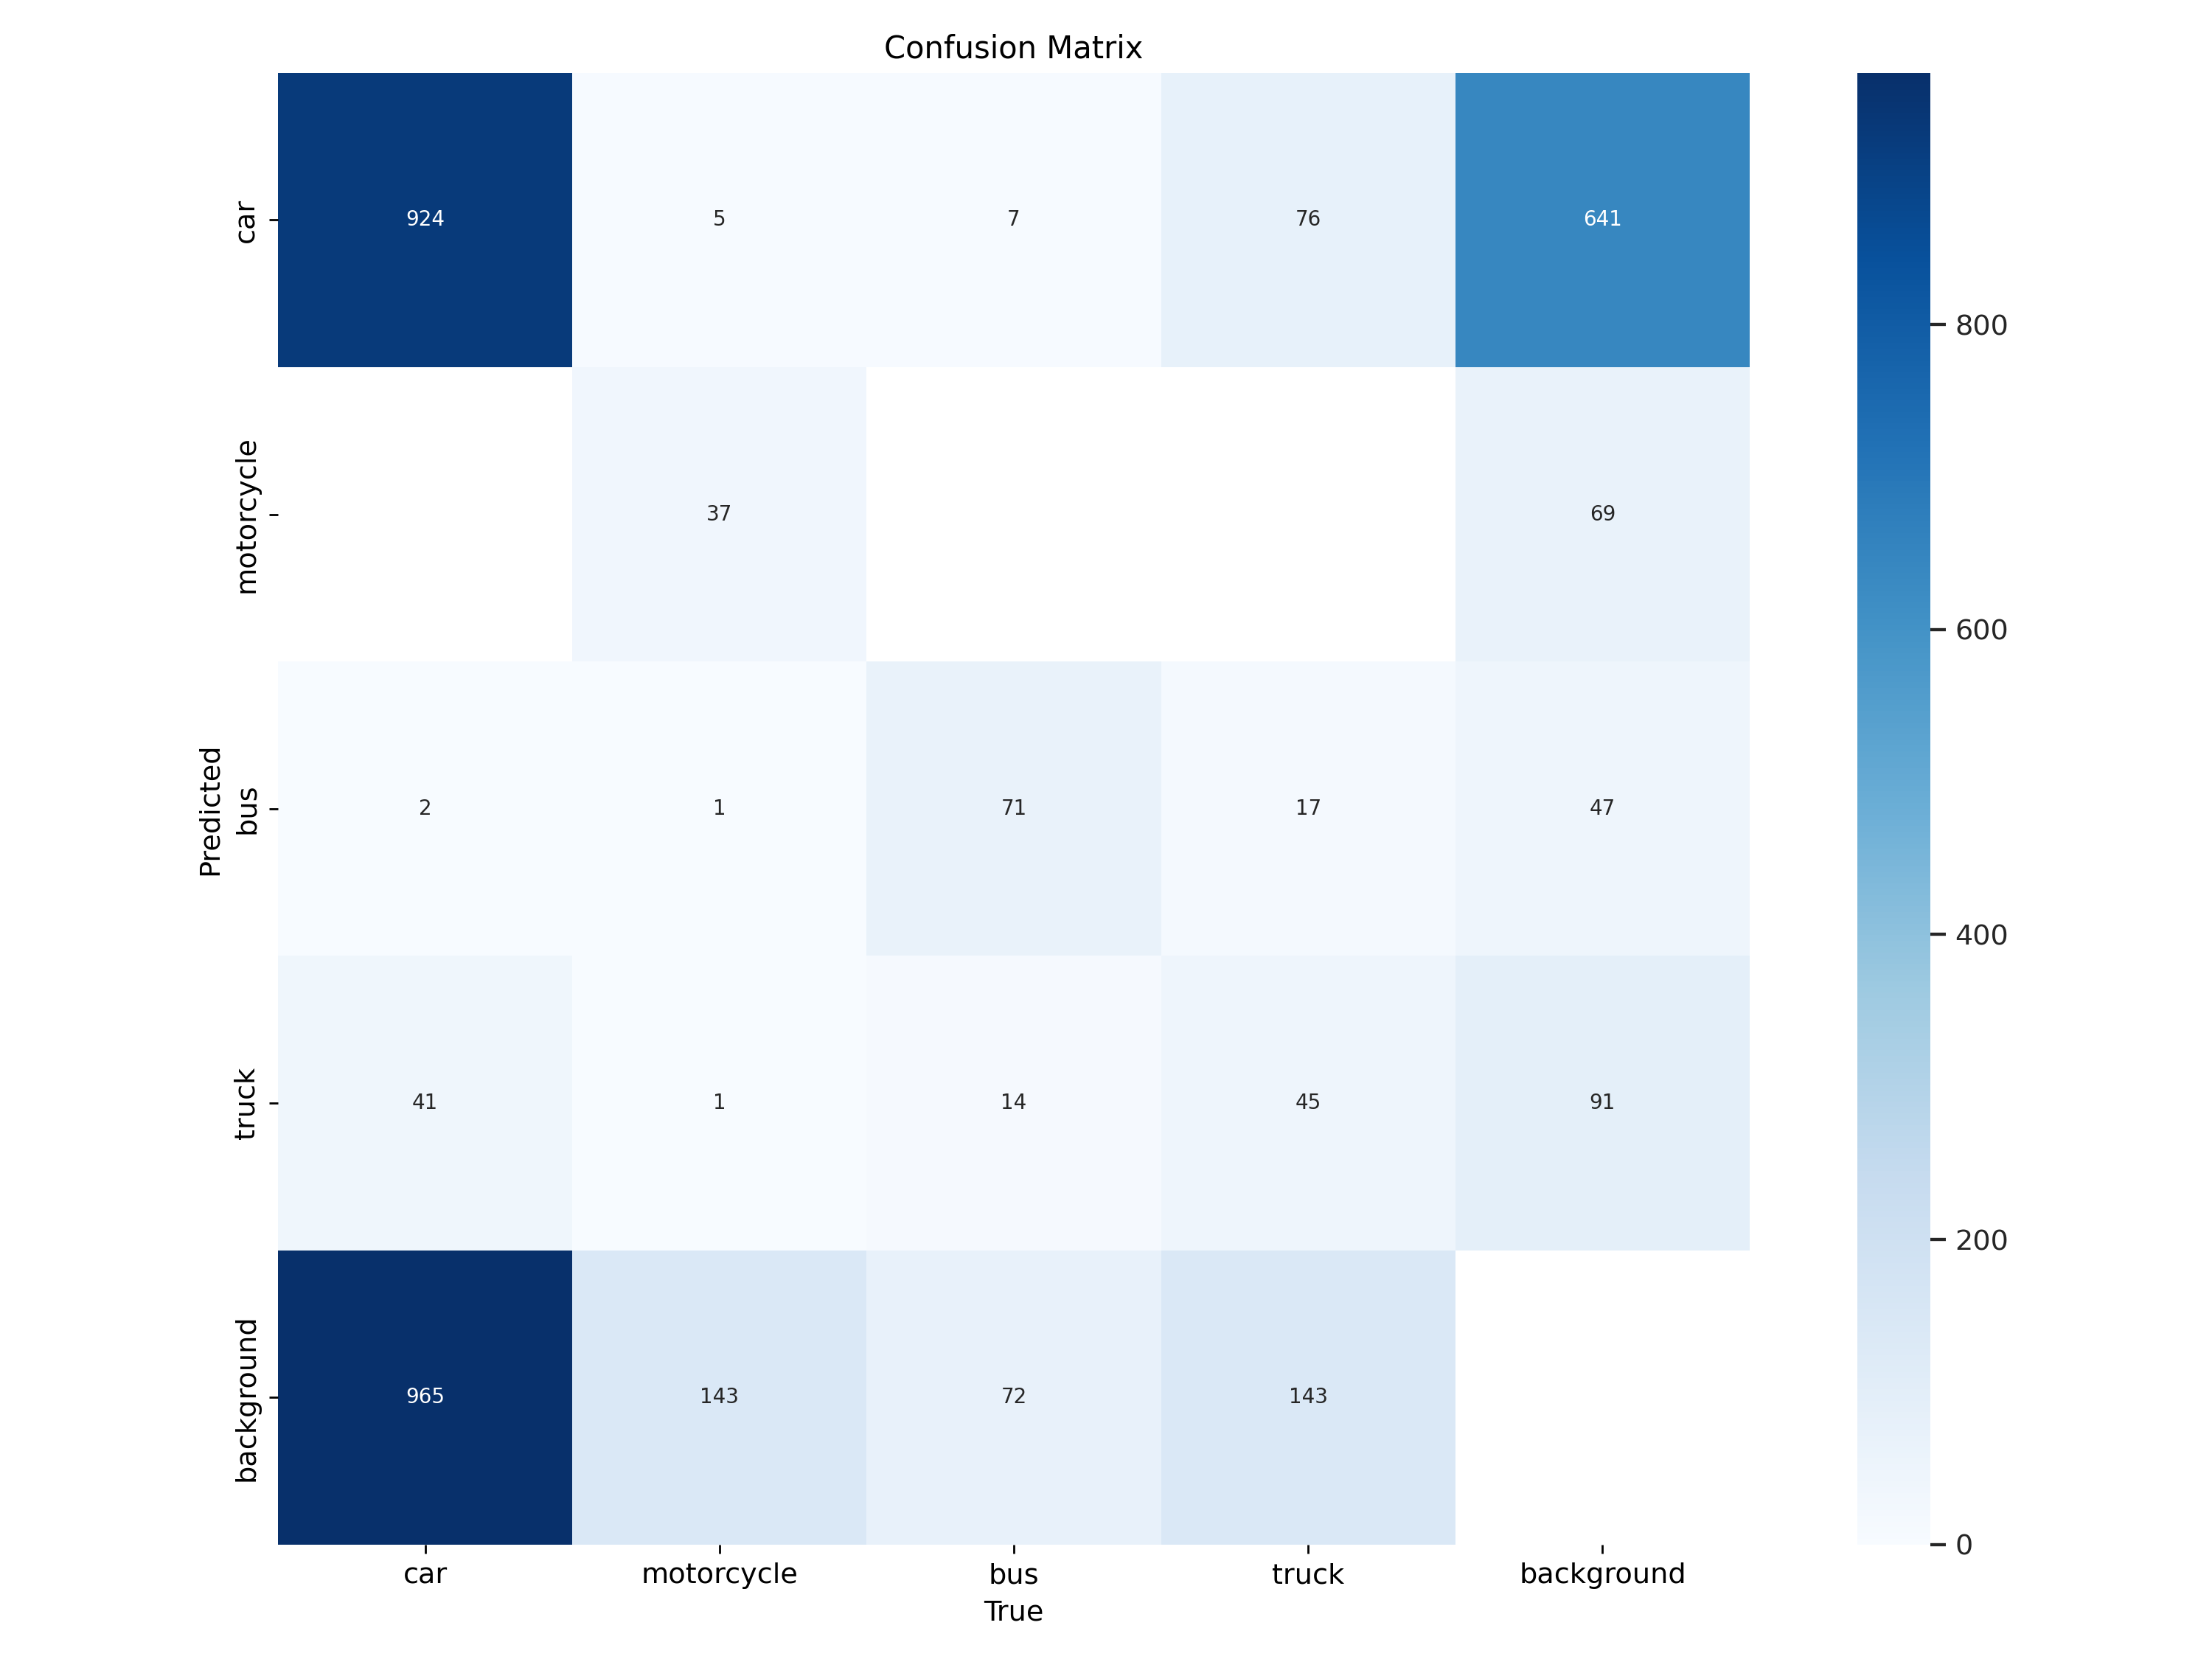 Confusion Matrix
car
924 5 7 76 641
800
motorcycle
37 69
600
Predicted
bus
2 1 71 17 47
400
truck
41 1 14 45 91
200
background
965 143 72 143
0
car motorcycle bus truck background
True